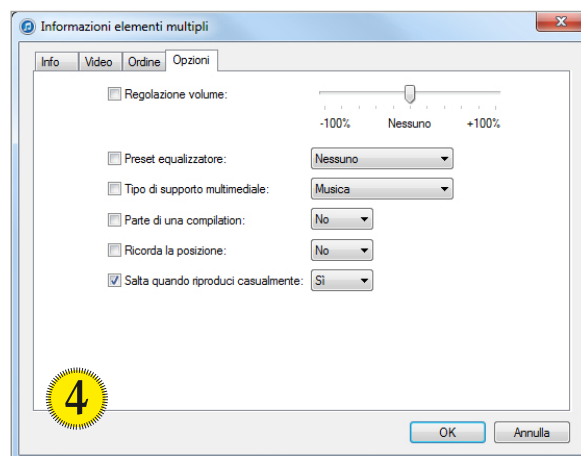 Informazioni elementi multipli
Info Video Ordine Opzioni
Regolazione volume:
-100% Nessuno +100%
Preset equalizzatore: Nessuno
Tipo di supporto multimediale: Musica
Parte di una compilation: No
Ricorda la posizione: No
Salta quando riproduci casualmente: Sì
4
OK Annulla